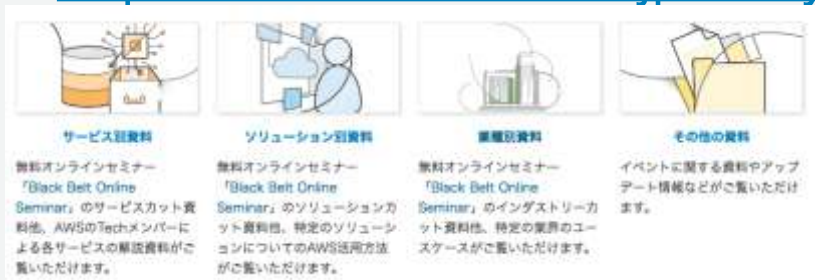 サービス別資料
無料オンラインセミナー
「Black Belt Online
Seminar」のサービスカット資
料他、AWSのTechメンバーに
よる各サービスの解説資料がご
覧いただけます。
ソリューション別資料
無料オンラインセミナー
「Black Belt Online
Seminar」のソリューションカ
ット資料他、特定のソリューシ
ョンについてのAWS活用方法
がご覧いただけます。
業種別資料
無料オンラインセミナー
「Black Belt Online
Seminar」のインダストリーカ
ット資料他、特定の業界のユー
スケースがご覧いただけます。
その他の資料
イベントに関する資料やアップ
デート情報などがご覧いただけ
ます。